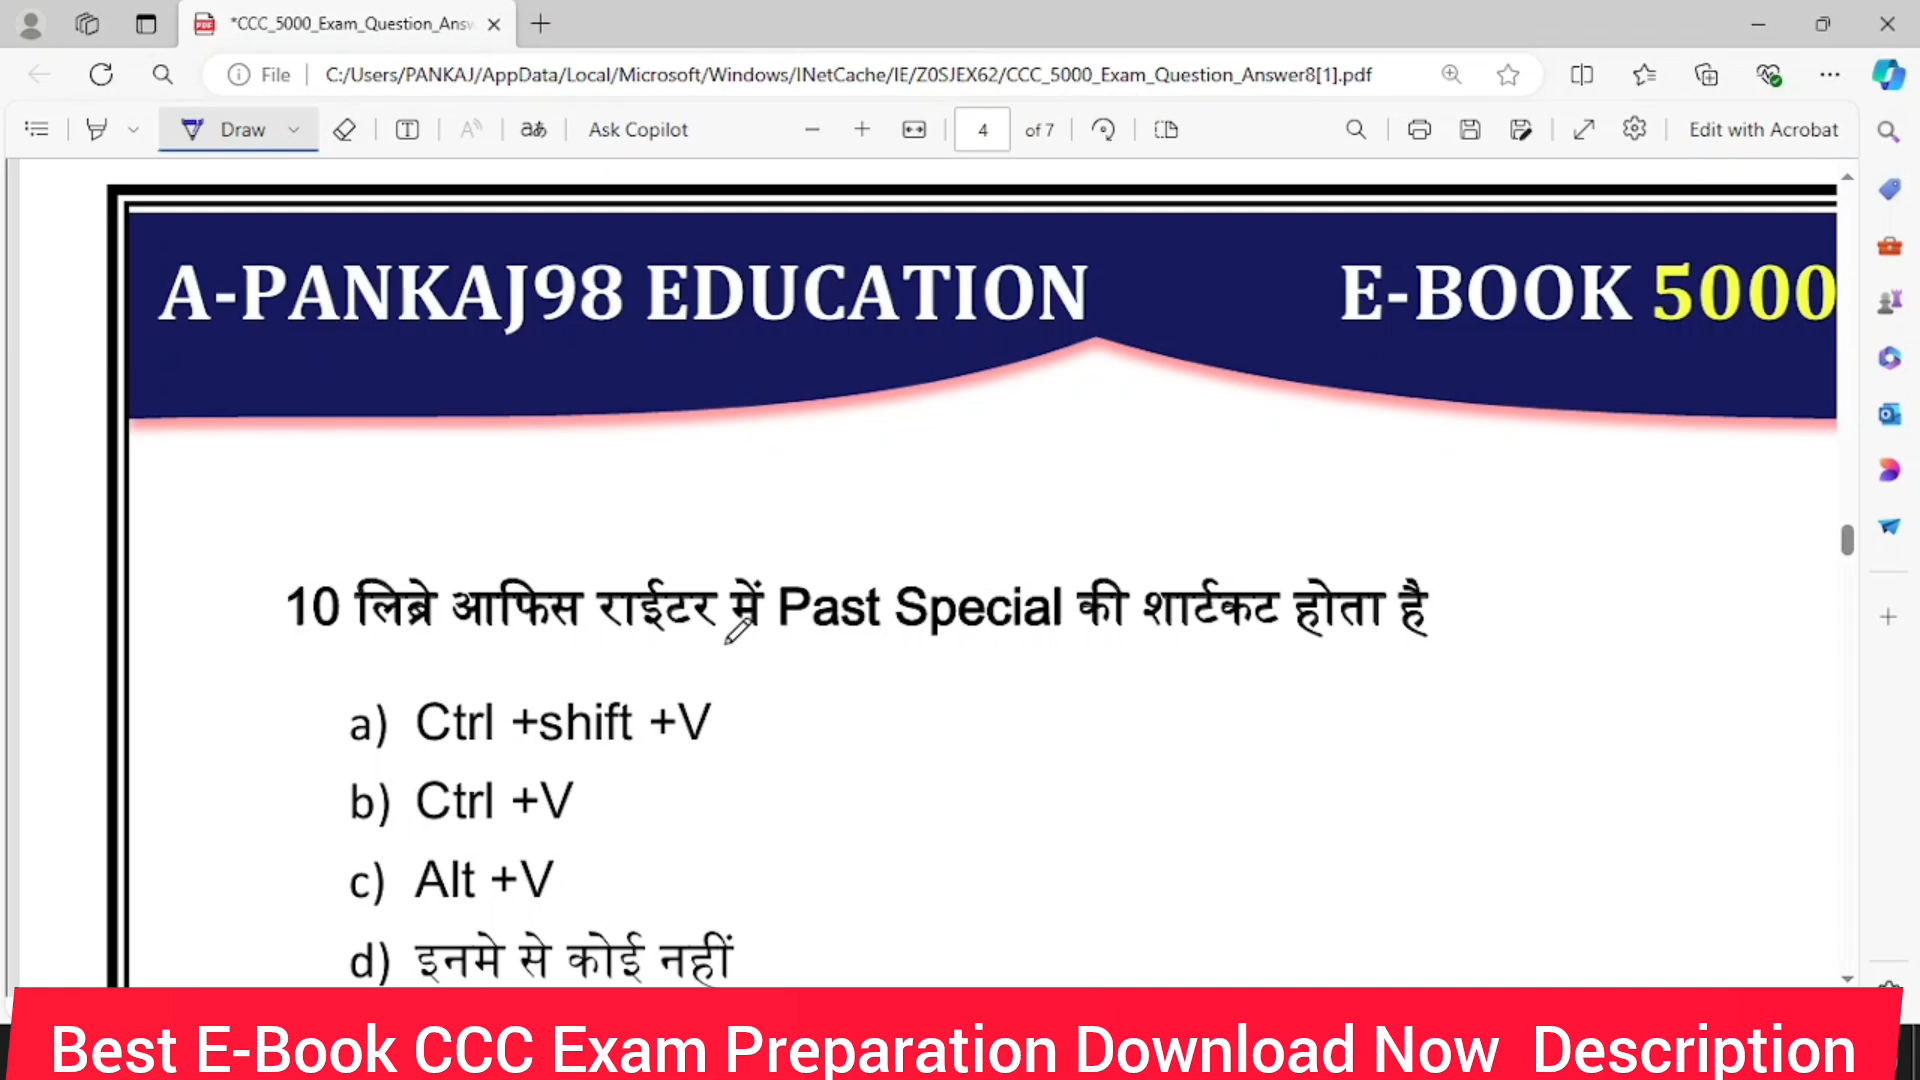 *CCC_5000_Exam_Question_Answ
File
C:/Users/PANKAJ/AppData/Local/Microsoft/Windows/INetCache/IE/Z0SJEX62/CCC_5000_Exam_Question_Answer8[1].pdf
Draw
Ask Copilot
4 of 7
Edit with Acrobat
A-PANKAJ98 EDUCATION
E-BOOK 5000
10 लिब्रे आफिस राईटर में Past Special की शार्टकट होता है
a) Ctrl +shift +V
b) Ctrl +V
c) Alt +V
d) इनमे से कोई नहीं
Best E-Book CCC Exam Preparation Download Now Description